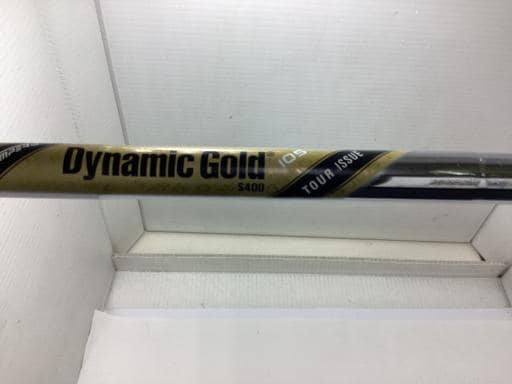 Dynamic Gold
105
S400
TOUR ISSUE